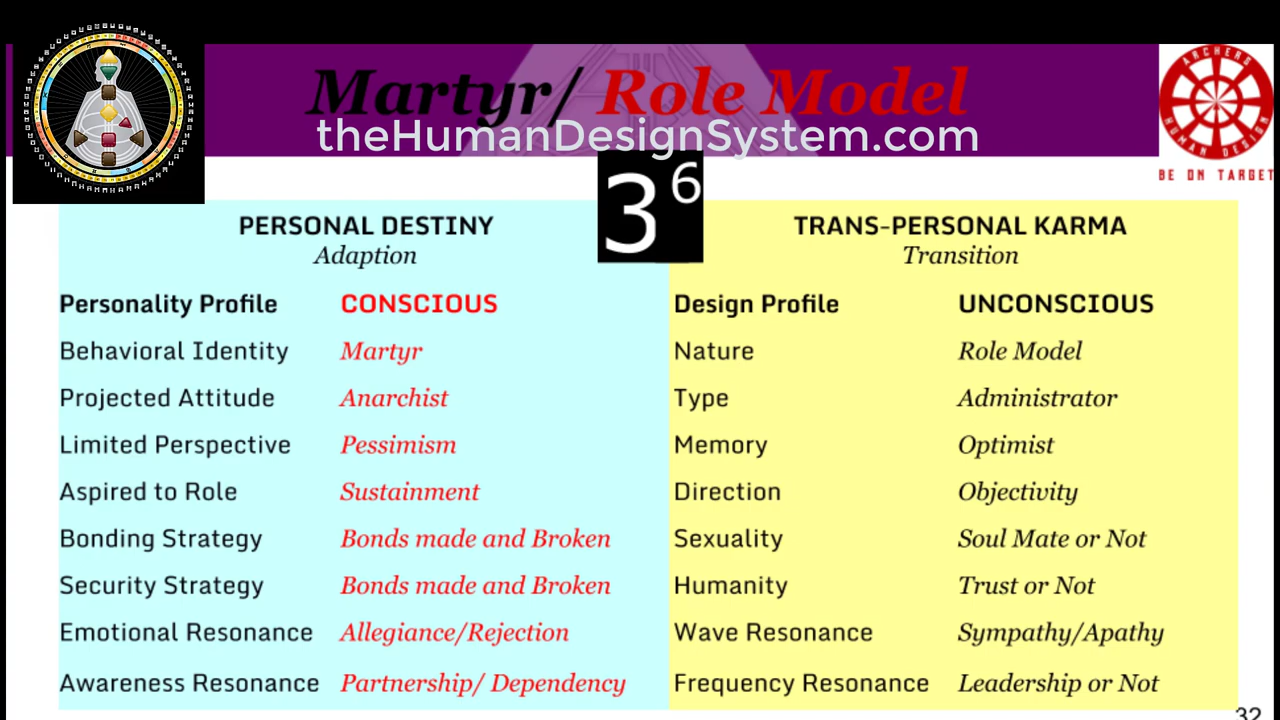 Martyr/ Role Model
theHumanDesignSystem.com
ARCHERS
HUMAN DESIGN
BE ON TARGET
3 6
PERSONAL DESTINY
Adaption
Personality Profile CONSCIOUS
Behavioral Identity Martyr
Projected Attitude Anarchist
Limited Perspective Pessimism
Aspired to Role Sustainment
Bonding Strategy Bonds made and Broken
Security Strategy Bonds made and Broken
Emotional Resonance Allegiance/Rejection
Awareness Resonance Partnership/ Dependency
TRANS-PERSONAL KARMA
Transition
Design Profile UNCONSCIOUS
Nature Role Model
Type Administrator
Memory Optimist
Direction Objectivity
Sexuality Soul Mate or Not
Humanity Trust or Not
Wave Resonance Sympathy/Apathy
Frequency Resonance Leadership or Not
32